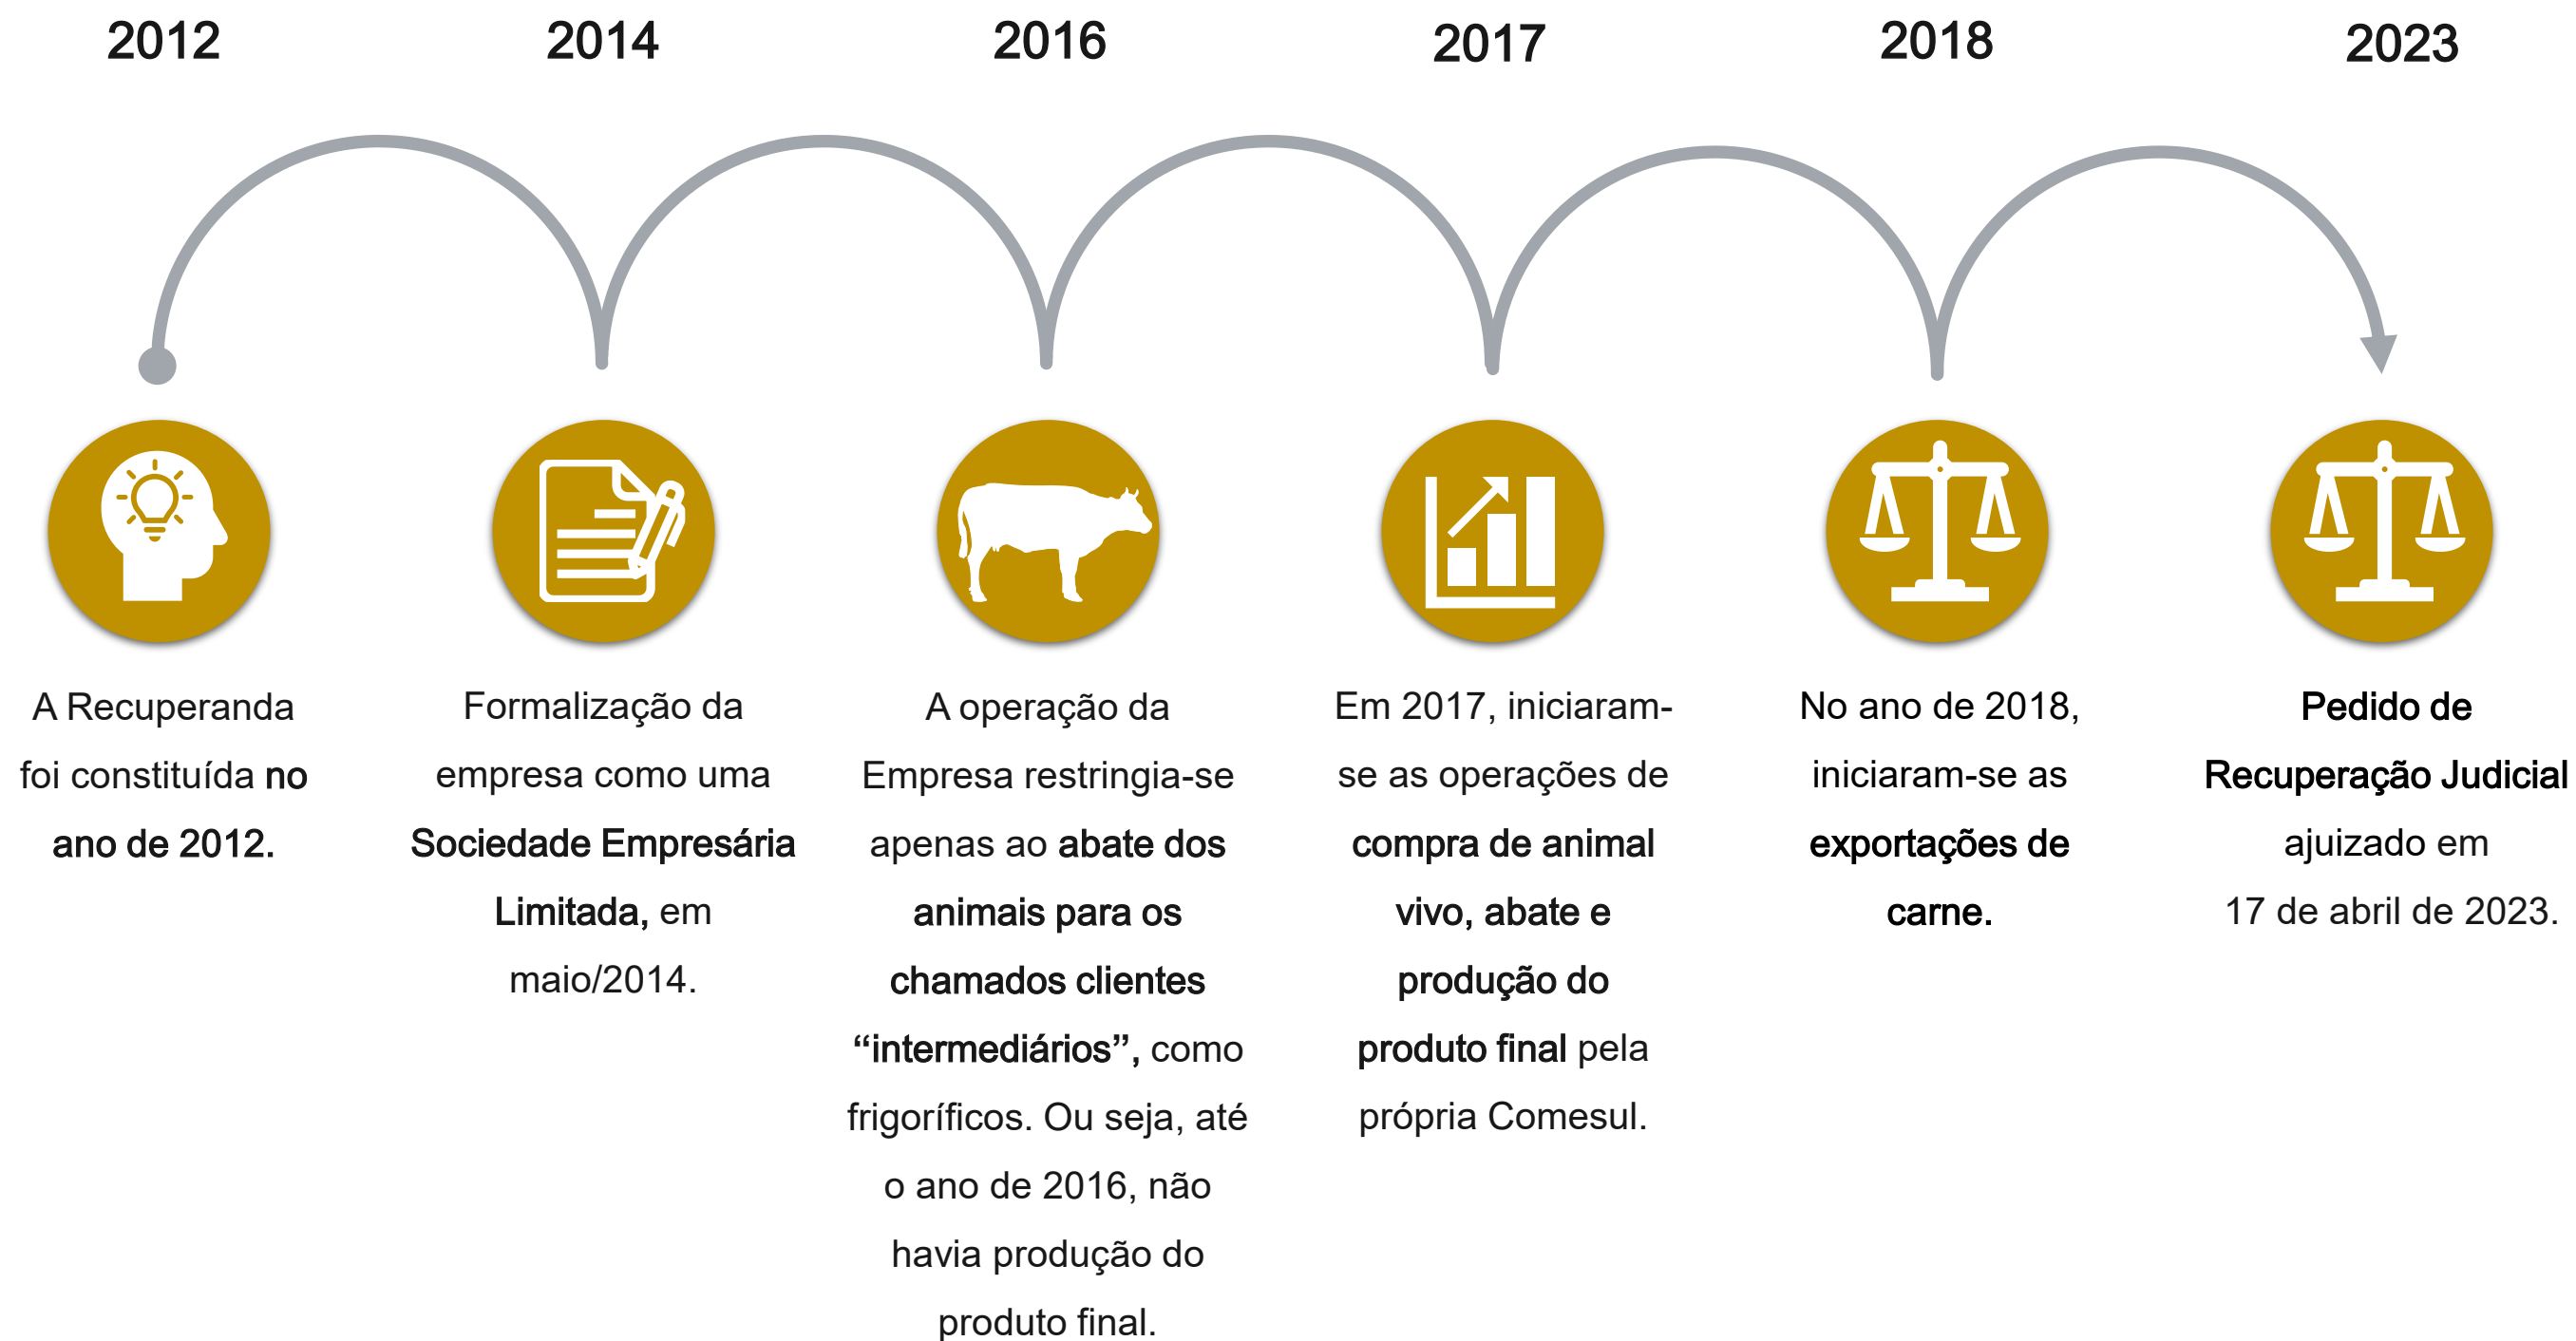 2012
2014
2016
2017
2018
2023
A Recuperanda
foi constituída no
ano de 2012.
Formalização da
empresa como uma
Sociedade Empresária
Limitada, em
maio/2014.
A operação da
Empresa restringia-se
apenas ao abate dos
animais para os
chamados clientes
“intermediários”, como
frigoríficos. Ou seja, até
o ano de 2016, não
havia produção do
produto final.
Em 2017, iniciaram-
se as operações de
compra de animal
vivo, abate e
produção do
produto final pela
própria Comesul.
No ano de 2018,
iniciaram-se as
exportações de
carne.
Pedido de
Recuperação Judicial
ajuizado em
17 de abril de 2023.